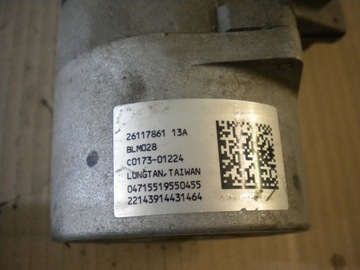 26117861 13A
BLM028
C0173-01224
LUNGTAN,TAIWAN
04715519550455
22143914431464